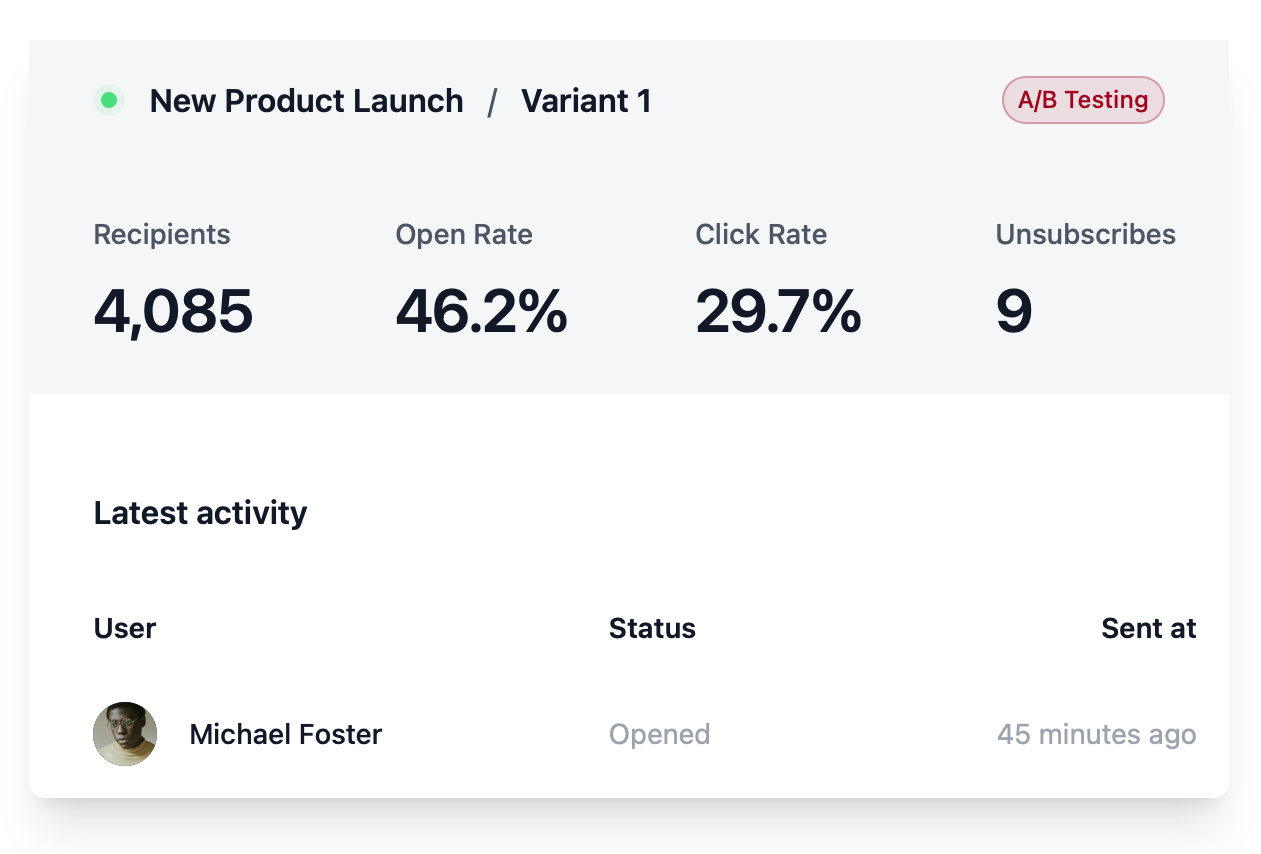 New Product Launch / Variant 1 A/B Testing
Recipients Open Rate Click Rate Unsubscribes
4,085 46.2% 29.7% 9
Latest activity
User Status Sent at
Michael Foster Opened 45 minutes ago